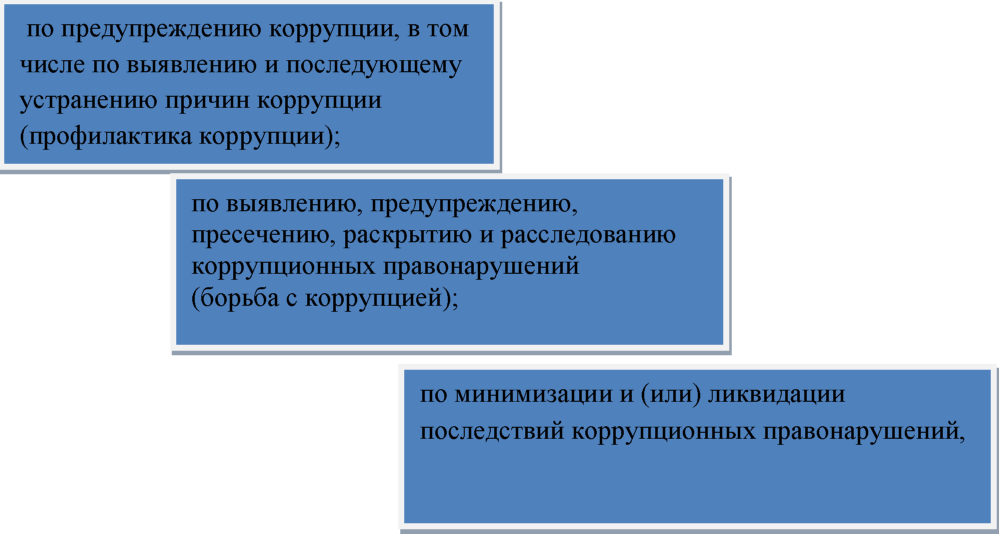 по предупреждению коррупции, в том
числе по выявлению и последующему
устранению причин коррупции
(профилактика коррупции);
по выявлению, предупреждению,
пресечению, раскрытию и расследованию
коррупционных правонарушений
(борьба с коррупцией);
по минимизации и (или) ликвидации
последствий коррупционных правонарушений,